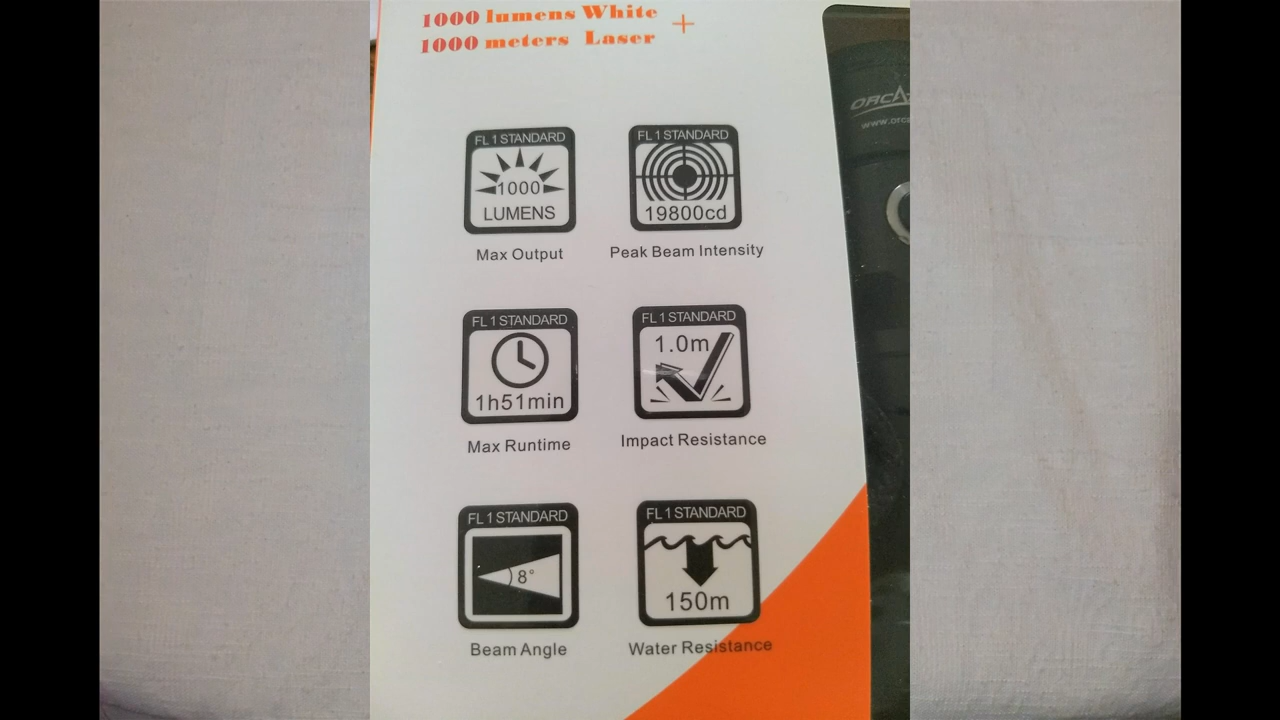 1000 lumens White +
1000 meters Laser
ORCA
FL 1 STANDARD
1000
LUMENS
Max Output
FL 1 STANDARD
19800cd
Peak Beam Intensity
FL 1 STANDARD
1h51min
Max Runtime
FL 1 STANDARD
1.0m
Impact Resistance
FL 1 STANDARD
8°
Beam Angle
FL 1 STANDARD
150m
Water Resistance